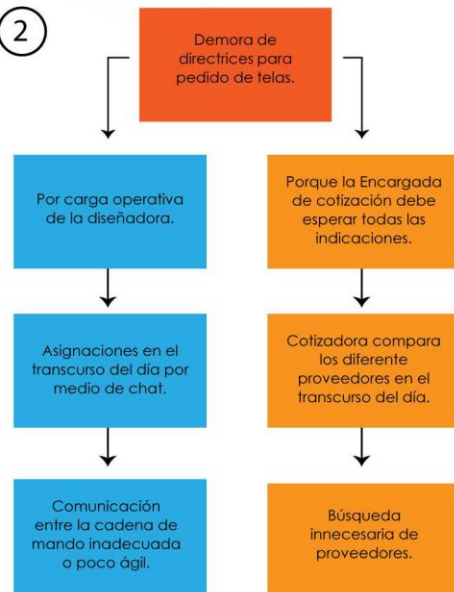 2
Demora de
directrices para
pedido de telas.
Por carga operativa
de la diseñadora.
Asignaciones en el
transcurso del día por
medio de chat.
Comunicación
entre la cadena de
mando inadecuada
o poco ágil.
Porque la Encargada
de cotización debe
esperar todas las
indicaciones.
Cotizadora compara
los diferente
proveedores en el
transcurso del día.
Búsqueda
innecesaria de
proveedores.